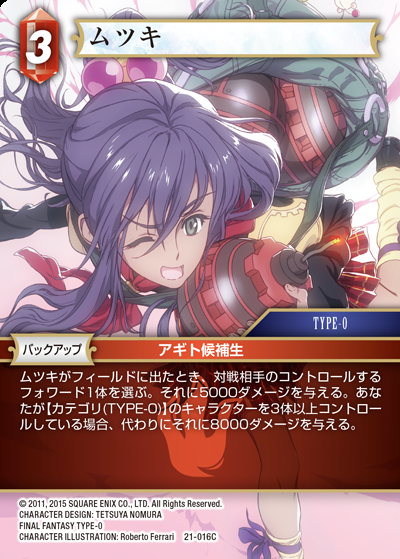 3
ムツキ
TYPE-0
バックアップ
アギト候補生
ムツキがフィールドに出たとき、対戦相手のコントロールする
フォワード1体を選ぶ。それに5000ダメージを与える。あな
たが【カテゴリ(TYPE-0)】のキャラクターを3体以上コントロー
ルしている場合、代わりにそれに8000ダメージを与える。
© 2011, 2015 SQUARE ENIX CO., LTD. All Rights Reserved.
CHARACTER DESIGN: TETSUYA NOMURA
FINAL FANTASY TYPE-0
CHARACTER ILLUSTRATION: Roberto Ferrari 21-016C